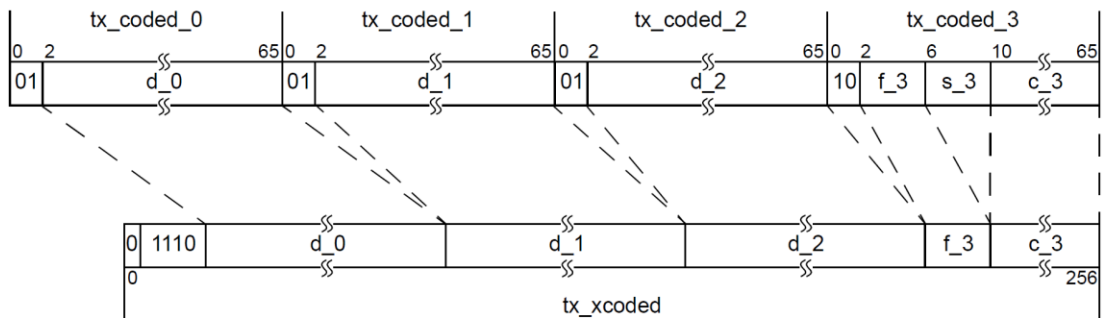 tx_coded_0 tx_coded_1 tx_coded_2 tx_coded_3
0 2 65 0 2 65 0 2 65 0 2 6 10 65
01 d_0 01 d_1 01 d_2 10 f_3 s_3 c_3
0 1110 d_0 d_1 d_2 f_3 c_3
0 256
tx_xcoded